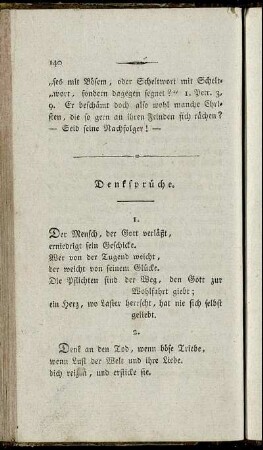 140
„ses mit Bösem, oder Scheltwort mit Schelt-
„wort, sondern dagegen segnet?“ 1. Petr. 3,
9. Er beschämt doch also wohl manche Chri-
sten, die so gern an ihren Feinden sich rächen?
— Seid seine Nachfolger! —
Denksprüche.
1.
Der Mensch, der Gott verläßt,
erniedrigt sein Geschicke.
Wer von der Tugend weicht,
der weicht von seinem Glücke.
Die Pflichten sind der Weg, den Gott zur
Wohlfahrt giebt;
ein Herz, wo Laster herrscht, hat nie sich selbst
geliebt.
2.
Denk an den Tod, wenn böse Triebe,
wenn Lust der Welt und ihre Liebe,
dich reißen, und ersticke sie.